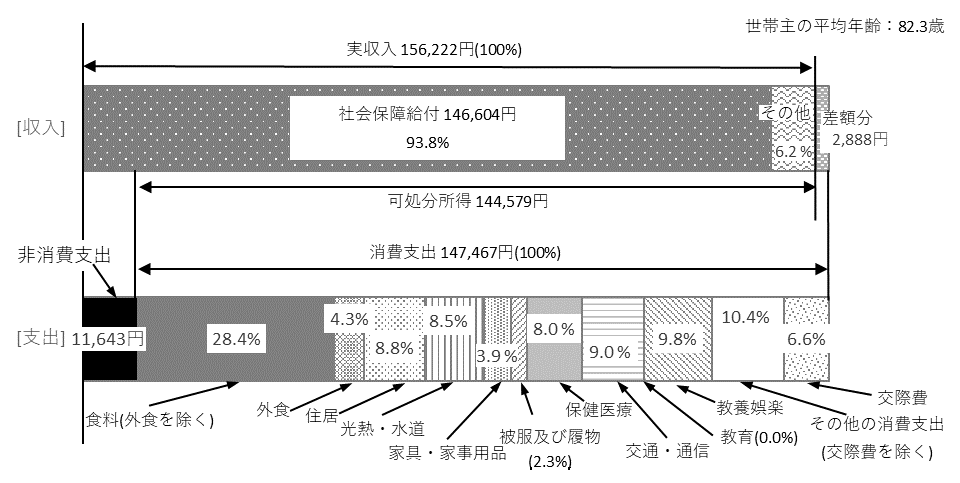 世帯主の平均年齢：82.3歳
実収入 156,222円(100%)
[収入]
社会保障給付 146,604円
93.8%
その他
6.2％
差額分
2,888円
可処分所得 144,579円
非消費支出
消費支出 147,467円(100%)
[支出]
11,643円
28.4%
4.3%
8.8%
8.5%
3.9％
8.0％
9.0％
9.8%
10.4%
6.6%
食料(外食を除く)
外食
住居
光熱・水道
家具・家事用品
被服及び履物
(2.3%)
保健医療
交通・通信
教育(0.0%)
教養娯楽
その他の消費支出
(交際費を除く)
交際費